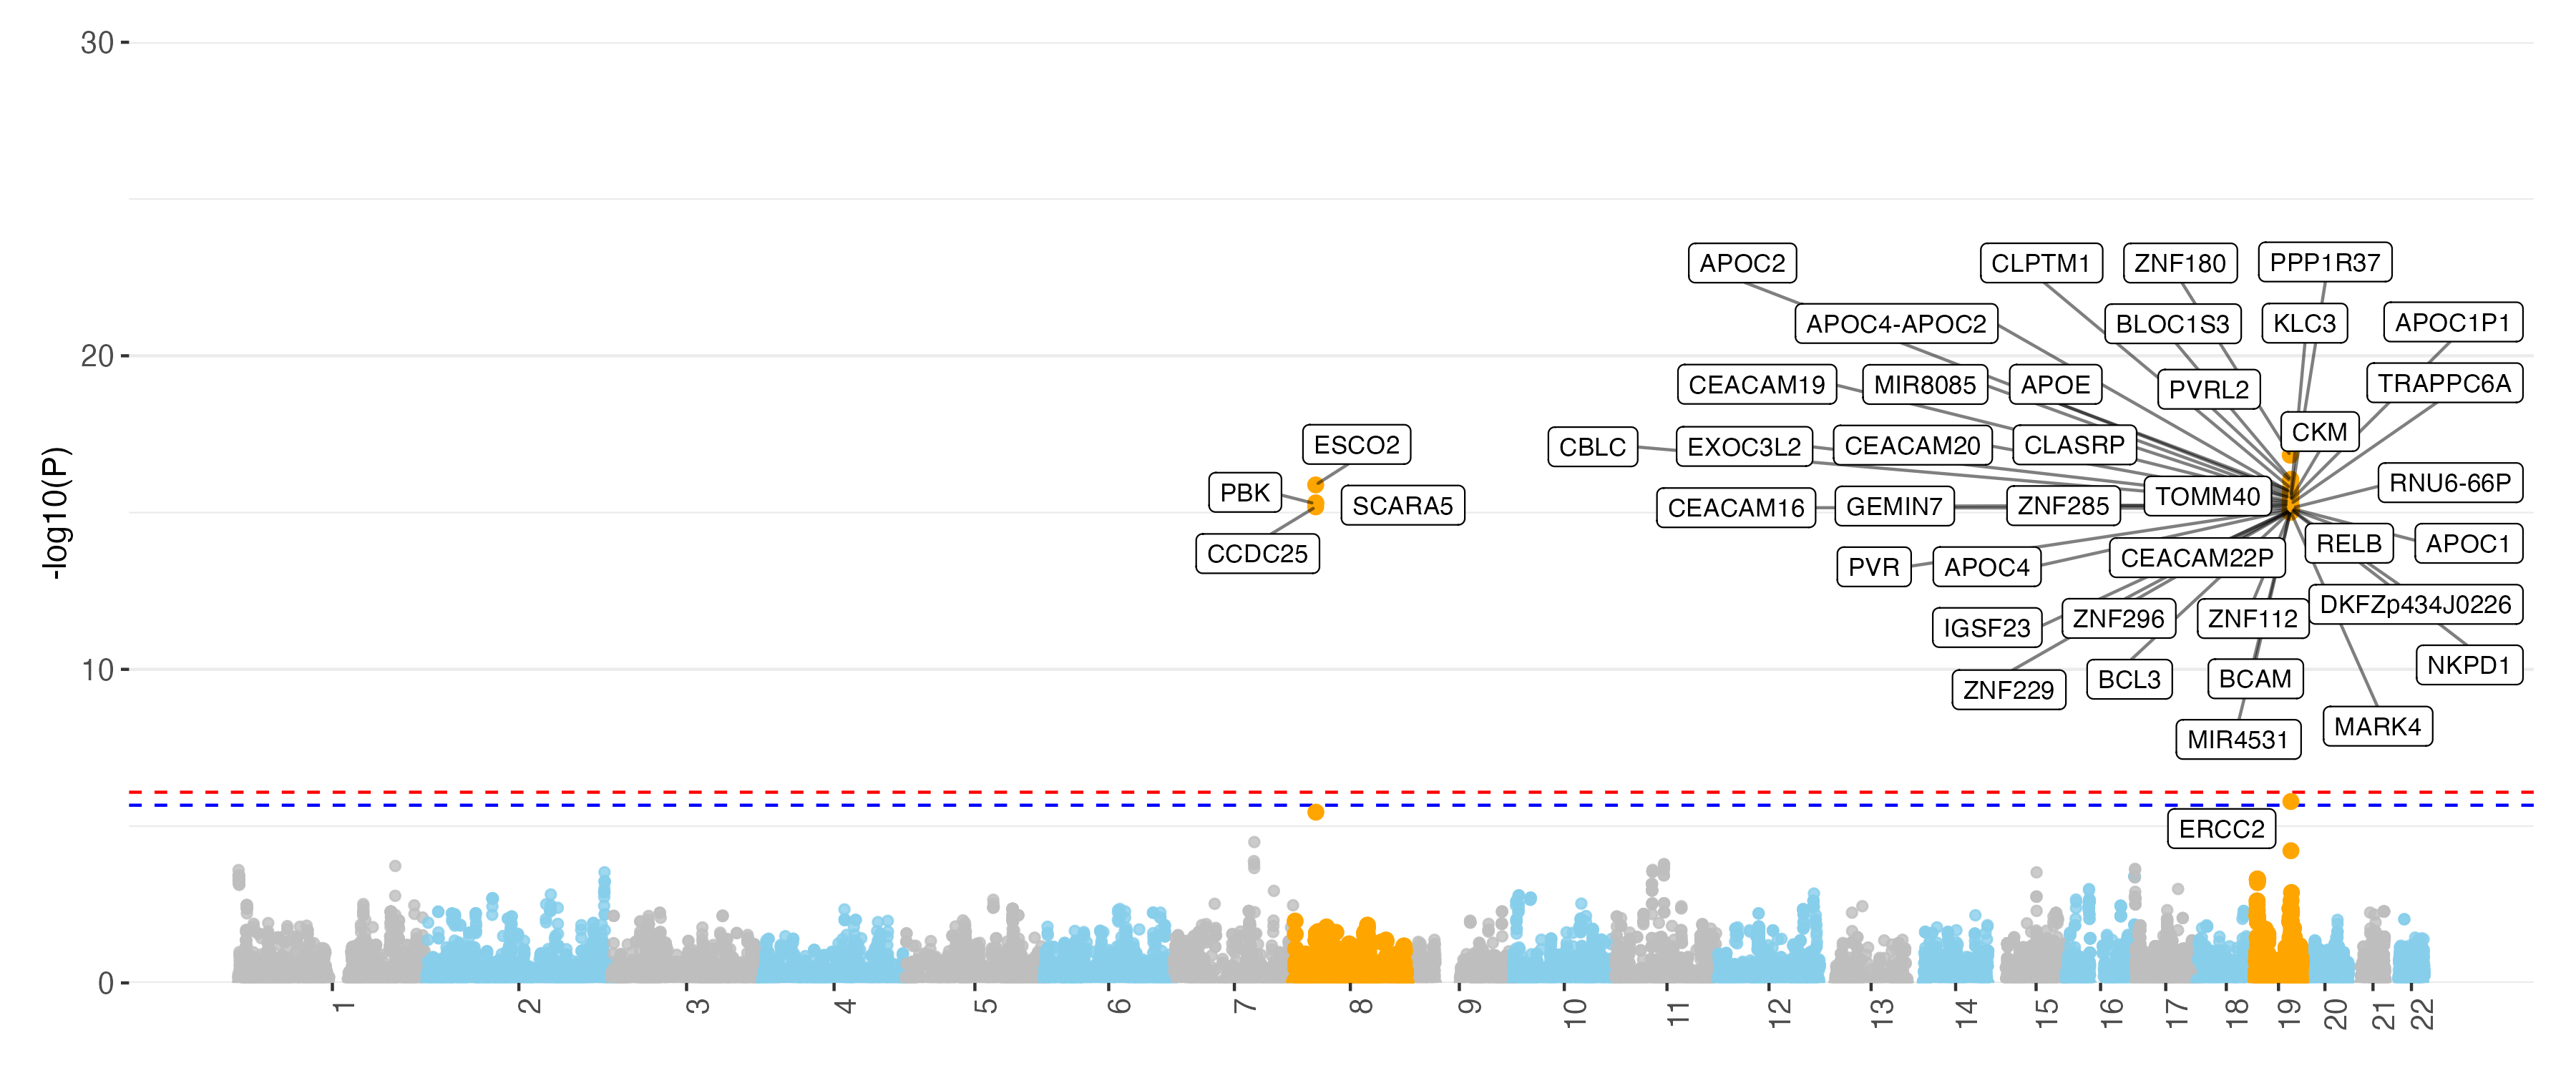 30
20
10
0
-log10(P)
APOC2
CLPTM1
ZNF180
PPP1R37
APOC4-APOC2
BLOC1S3
KLC3
APOC1P1
CEACAM19
MIR8085
APOE
PVRL2
TRAPPC6A
CKM
ESCO2
CBLC
EXOC3L2
CEACAM20
CLASRP
PBK
SCARA5
CEACAM16
GEMIN7
ZNF285
TOMM40
RNU6-66P
CCDC25
PVR
APOC4
CEACAM22P
RELB
APOC1
IGSF23
ZNF296
ZNF112
DKFZp434J0226
ZNF229
BCL3
BCAM
NKPD1
MIR4531
MARK4
ERCC2
1
2
3
4
5
6
7
8
9
10
11
12
13
14
15
16
17
18
19
20
21
22